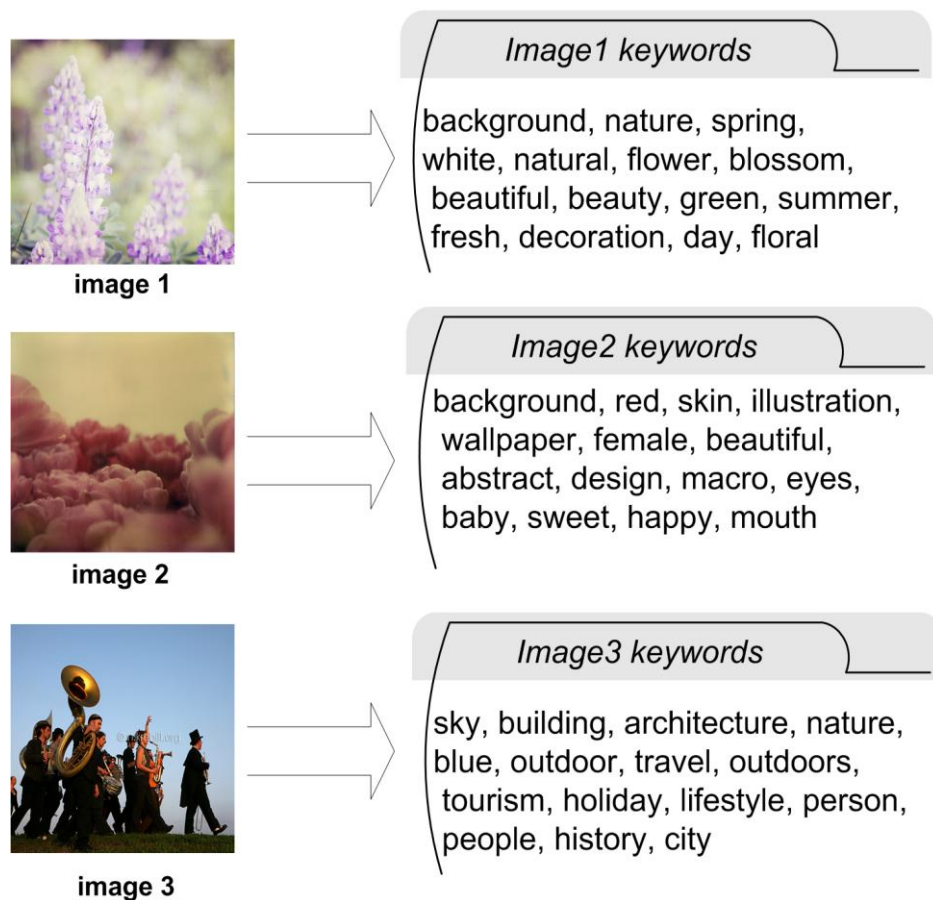 Image1 keywords
background, nature, spring,
white, natural, flower, blossom,
beautiful, beauty, green, summer,
fresh, decoration, day, floral
image 1
Image2 keywords
background, red, skin, illustration,
wallpaper, female, beautiful,
abstract, design, macro, eyes,
baby, sweet, happy, mouth
image 2
Image3 keywords
sky, building, architecture, nature,
blue, outdoor, travel, outdoors,
tourism, holiday, lifestyle, person,
people, history, city
image 3